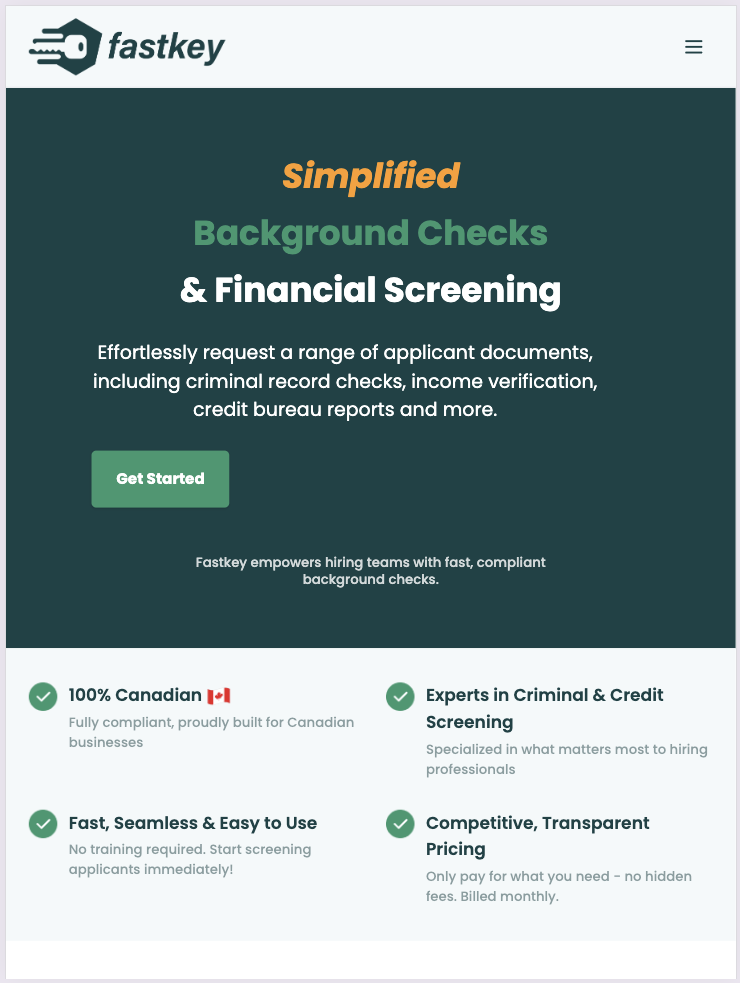 fastkey
Simplified
Background Checks
& Financial Screening
Effortlessly request a range of applicant documents,
including criminal record checks, income verification,
credit bureau reports and more.
Get Started
Fastkey empowers hiring teams with fast, compliant
background checks.
100% Canadian 🇨🇦
Fully compliant, proudly built for Canadian
businesses
Experts in Criminal & Credit
Screening
Specialized in what matters most to hiring
professionals
Fast, Seamless & Easy to Use
No training required. Start screening
applicants immediately!
Competitive, Transparent
Pricing
Only pay for what you need - no hidden
fees. Billed monthly.